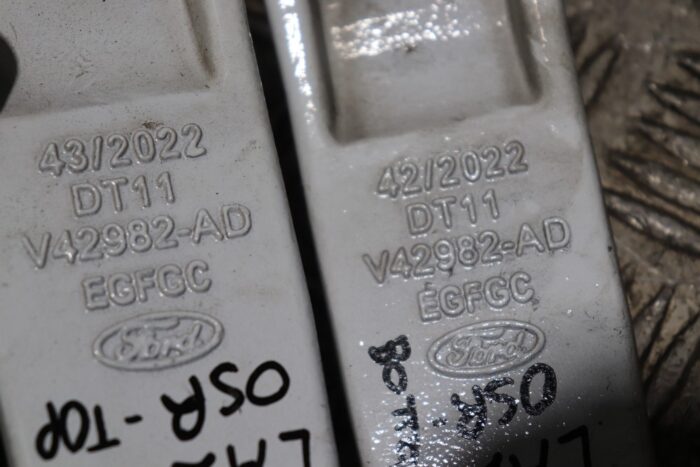 43/2022
DT11
V42982-AD
EGFGC
Ford
OSR-TOP
42/2022
DT11
V42982-AD
EGFGC
Ford
OSR-